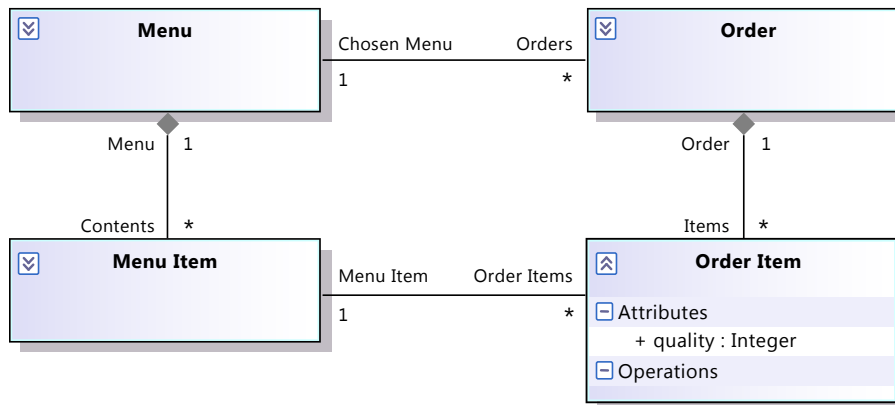 Menu
Order
Chosen Menu Orders
1 *
Menu 1
Order 1
Contents *
Items *
Menu Item
Order Item
Menu Item Order Items
1 *
Attributes
+ quality : Integer
Operations